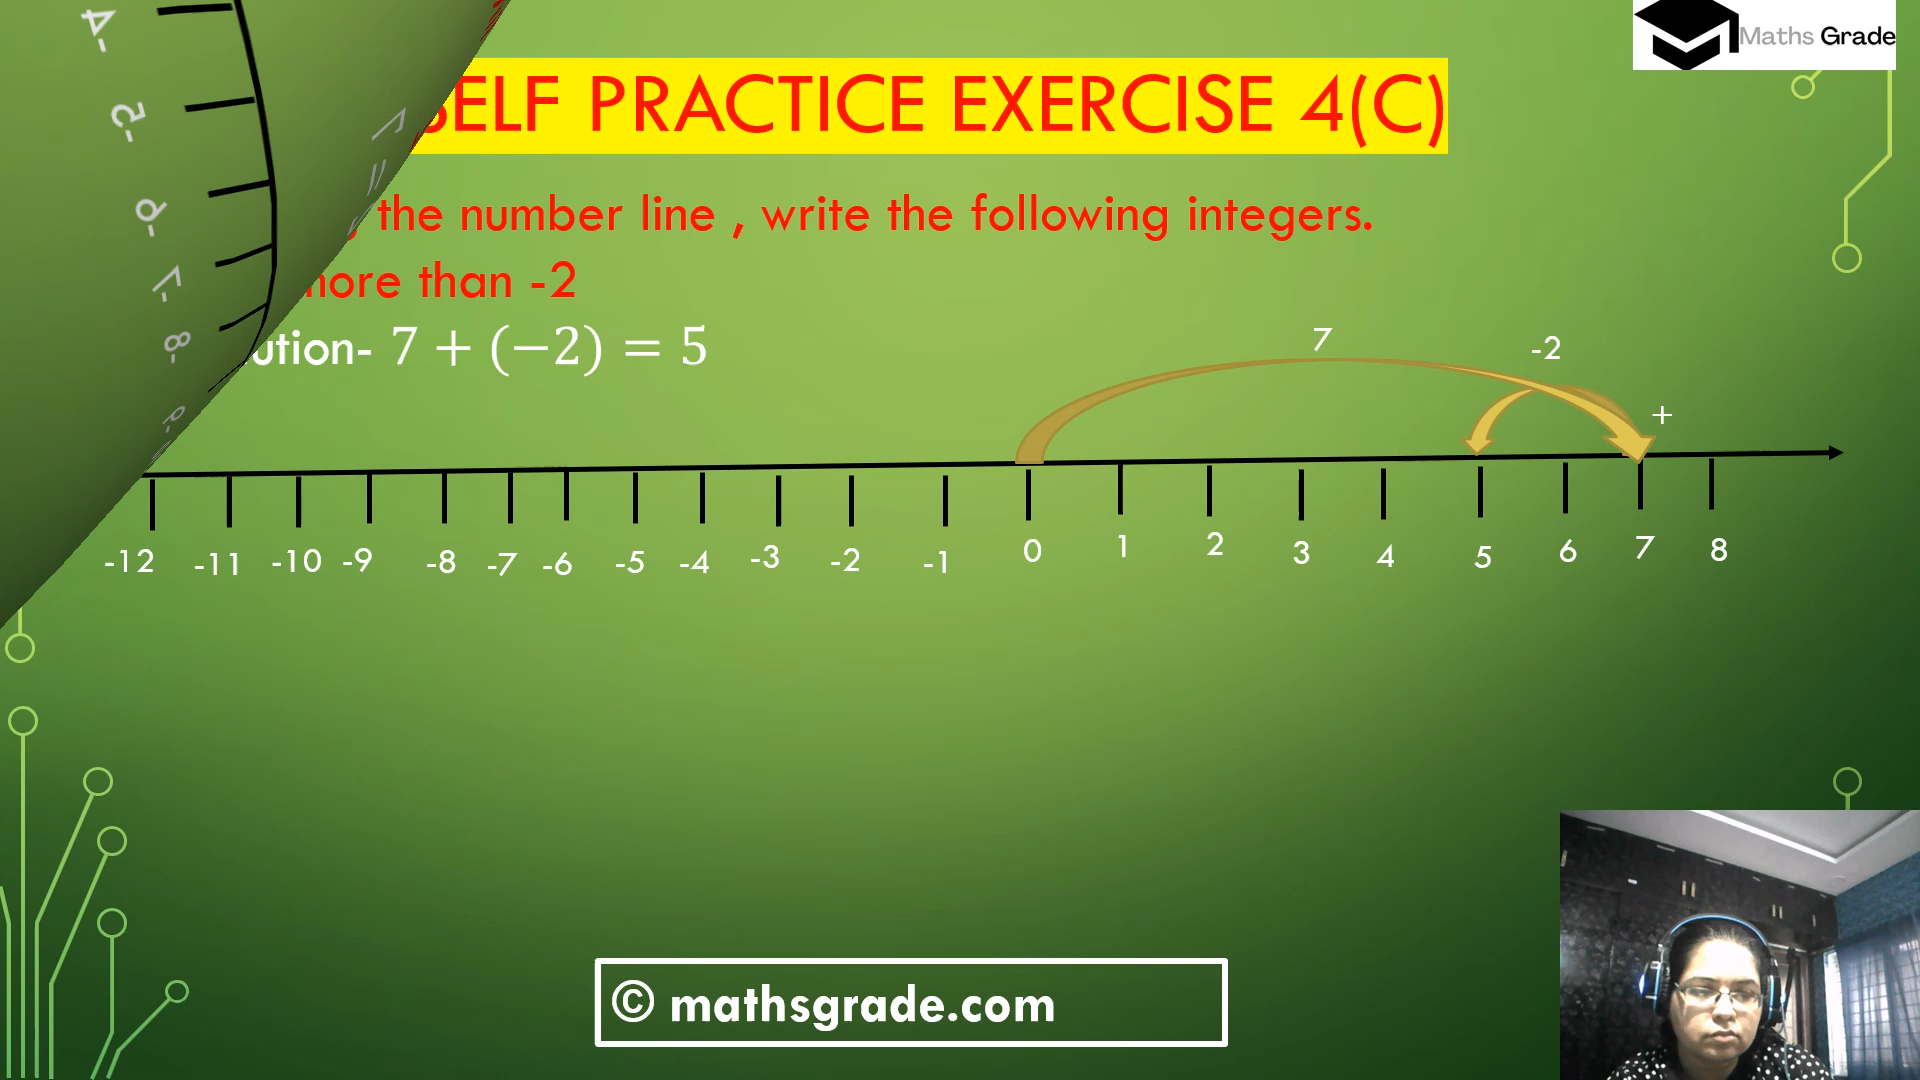 Maths Grade
SELF PRACTICE EXERCISE 4(C)
the number line , write the following integers.
more than -2
ution- 7 + (−2) = 5
7
-2
+
-12 -11 -10 -9 -8 -7 -6 -5 -4 -3 -2 -1 0 1 2 3 4 5 6 7 8
© mathsgrade.com